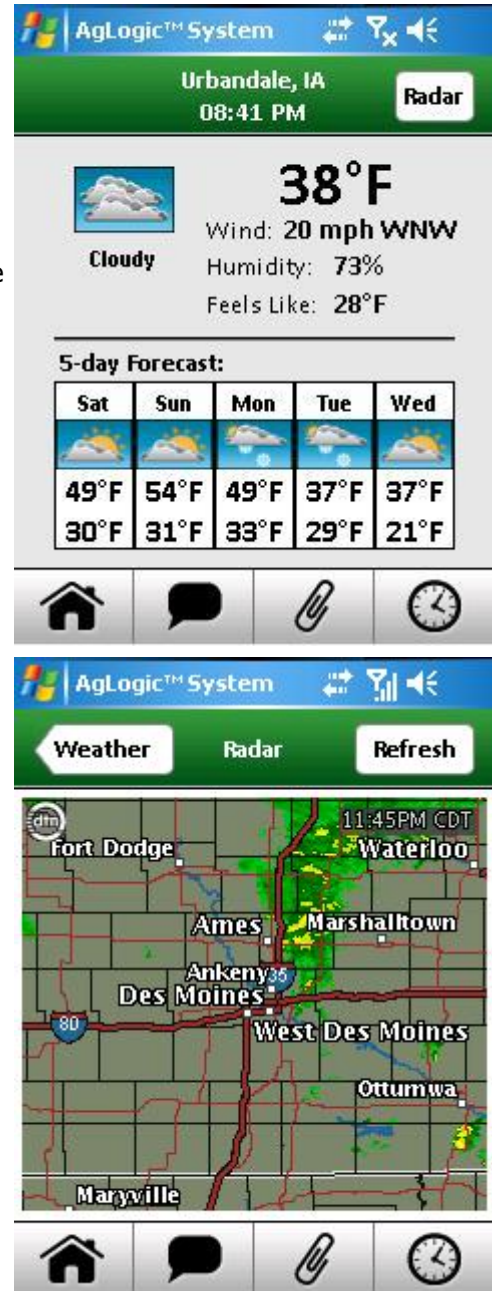 AgLogic™ System
Urbandale, IA
08:41 PM
Radar
38°F
Wind: 20 mph WNW
Cloudy
Humidity: 73%
e
Feels Like: 28°F
5-day Forecast:
Sat Sun Mon Tue Wed
49°F 54°F 49°F 37°F 37°F
30°F 31°F 33°F 29°F 21°F
AgLogic™ System
Weather Radar Refresh
dtn 11:45PM CDT
Fort Dodge Waterloo
Ames Marshalltown
Ankeny 35
Des Moines
80 West Des Moines
Ottumwa
Maryville